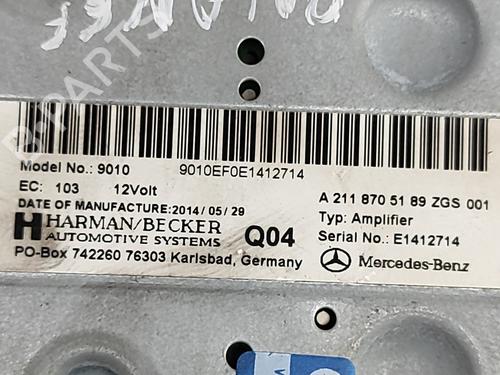 Model No.: 9010
9010EF0E1412714
EC: 103 12Volt
A 211 870 51 89 ZGS 001
DATE OF MANUFACTURE:2014/05/29
Typ: Amplifier
HARMAN/BECKER
AUTOMOTIVE SYSTEMS
Q04
Serial No.: E1412714
PO-Box 742260 76303 Karlsbad, Germany
Mercedes-Benz
B-PARTS